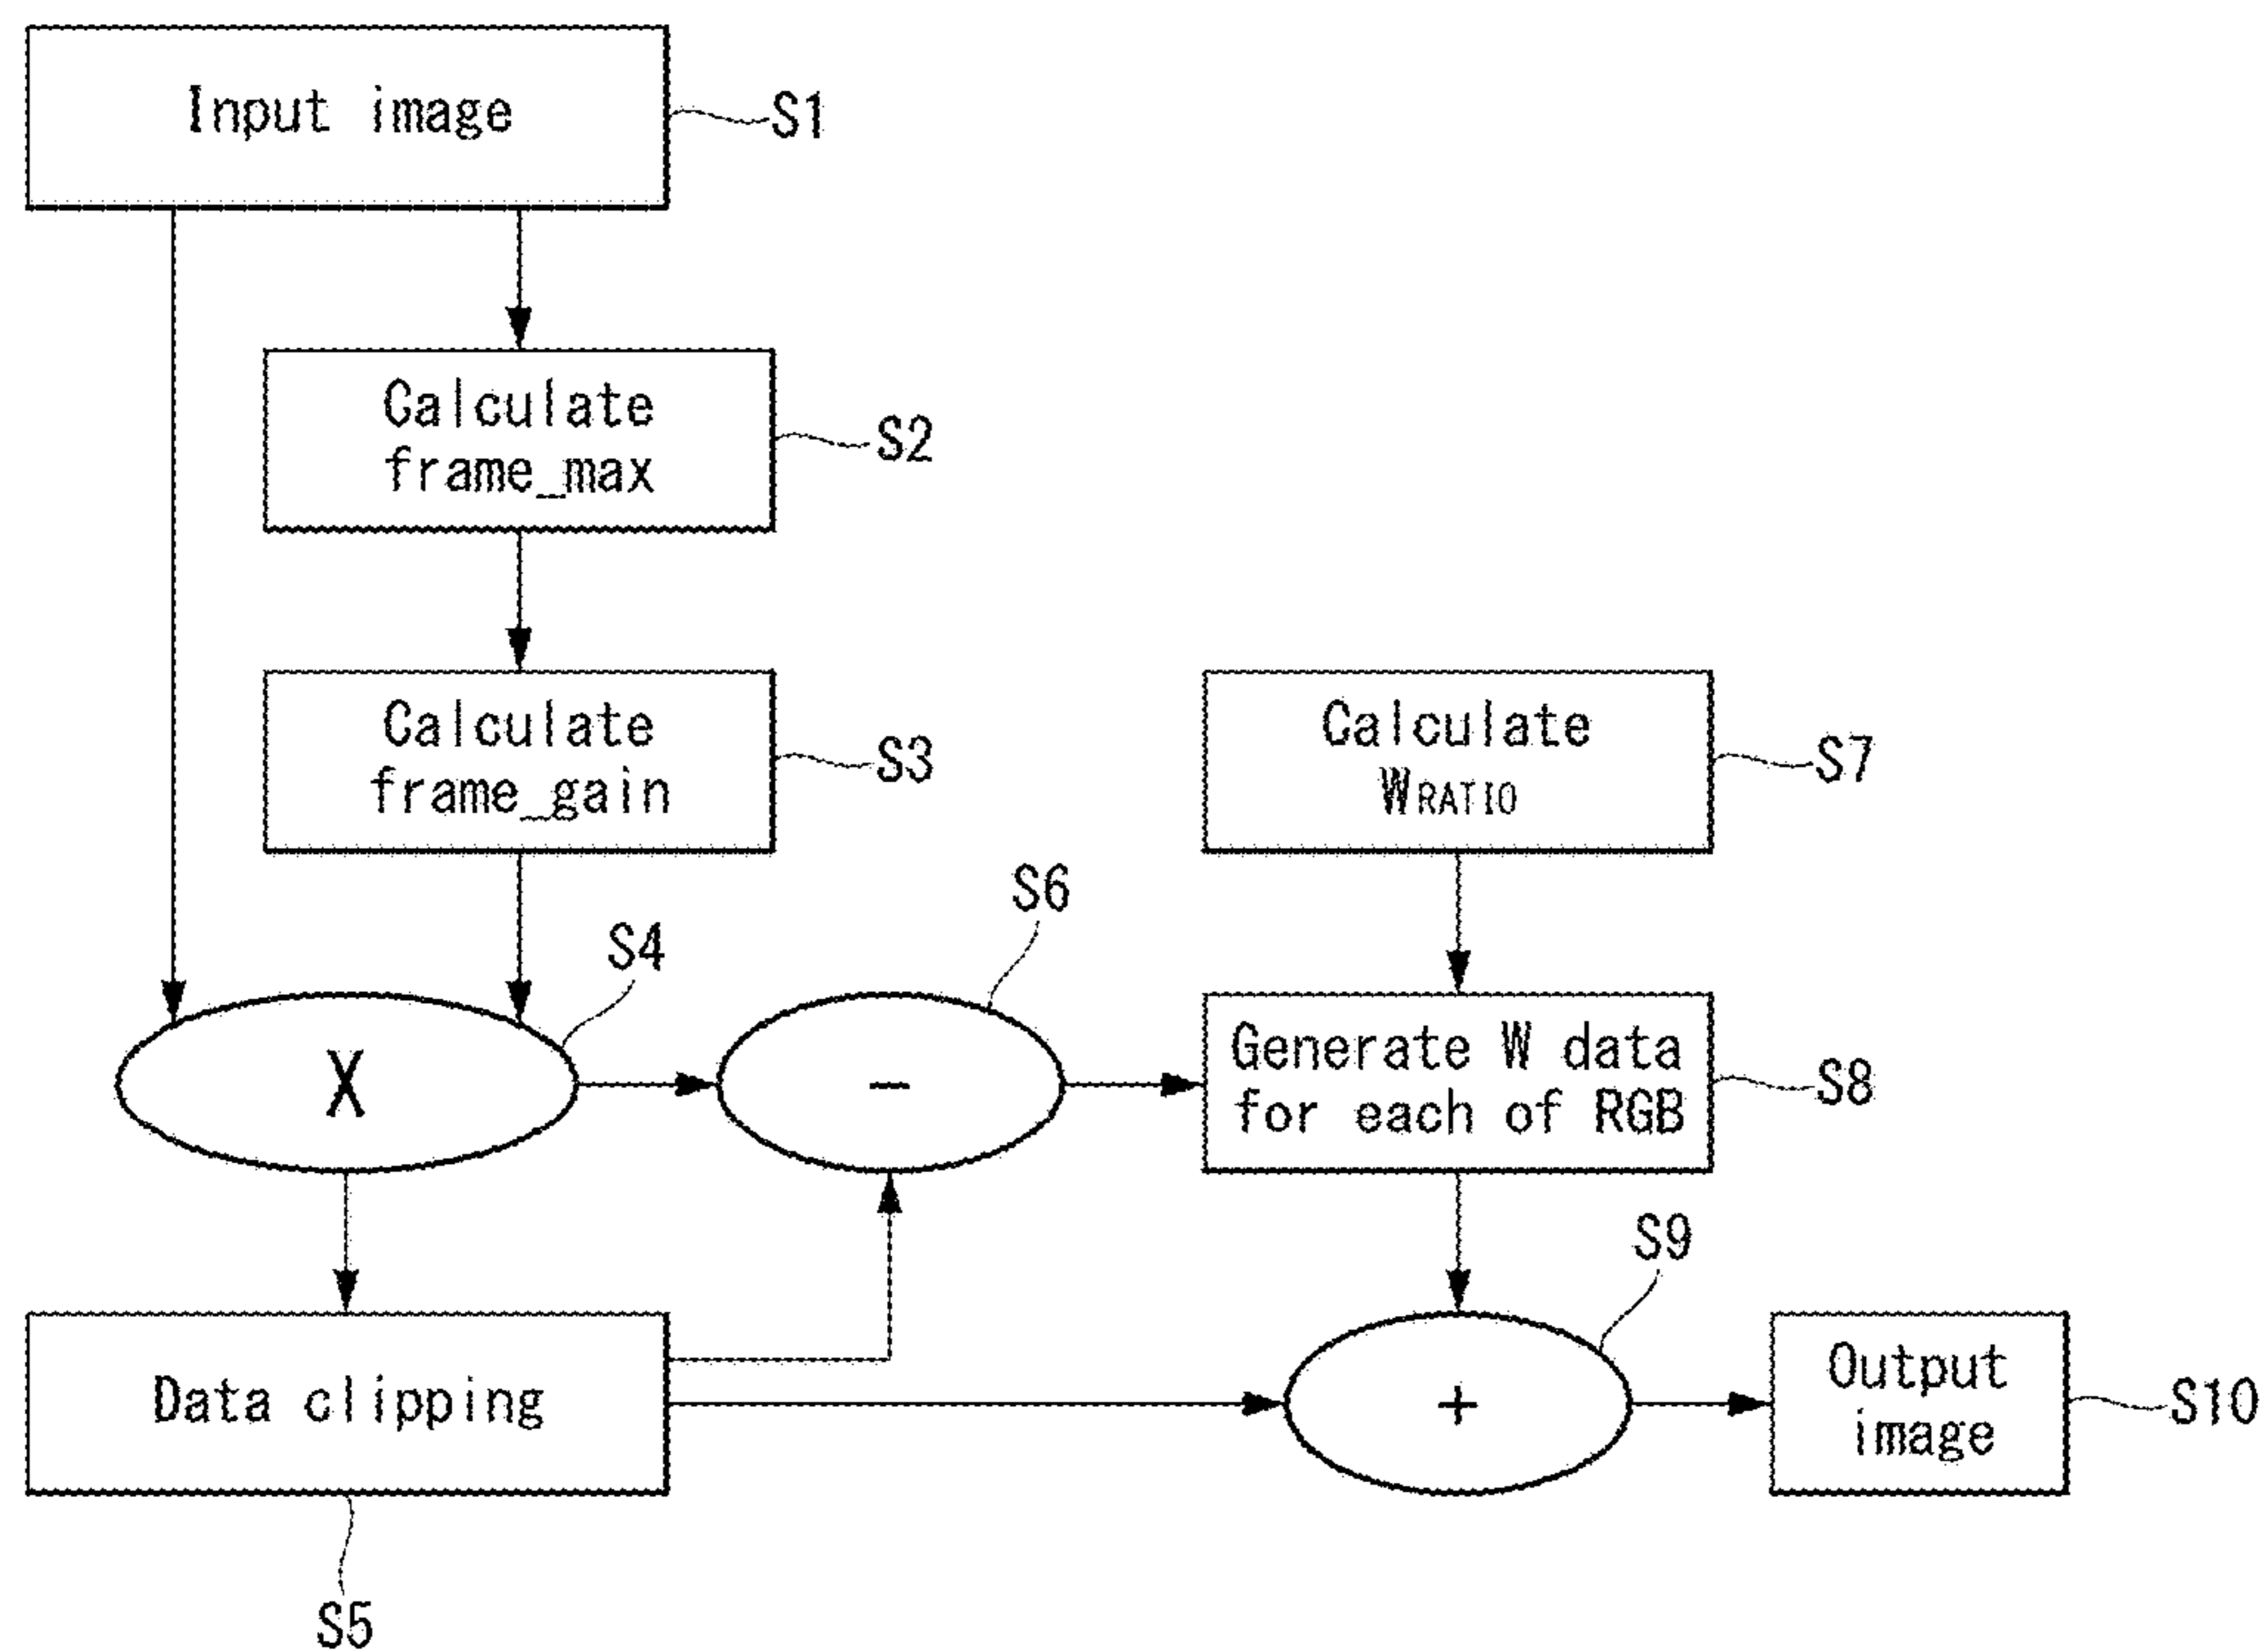 Input image
S1
Calculate
frame_max
S2
Calculate
frame_gain
S3
Calculate
WRATIO
S7
S4
S6
X
-
Generate W data
for each of RGB
S8
S9
Data clipping
+
Output
image
S10
S5